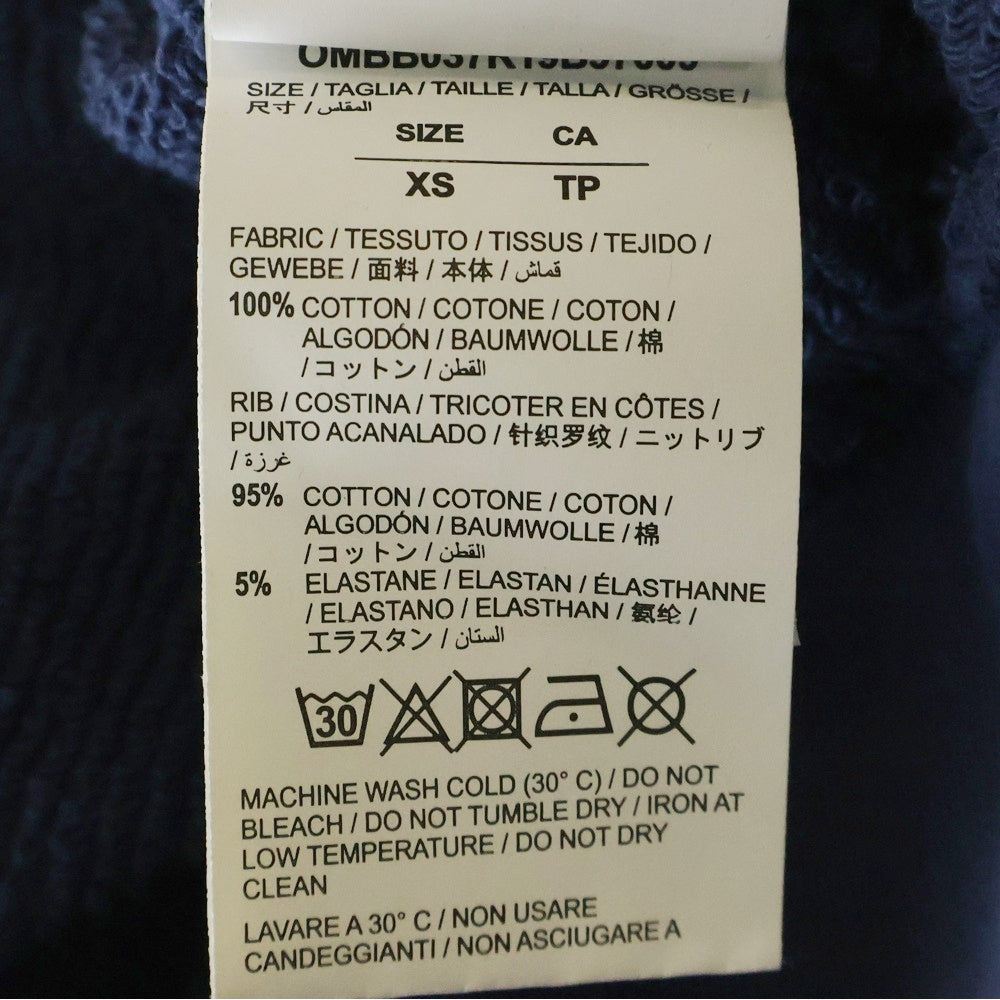 SIZE / TAGLIA / TAILLE / TALLA / GRÖSSE /
尺寸 / المقاس
SIZE CA
XS TP
FABRIC / TESSUTO / TISSUS / TEJIDO /
GEWEBE / 面料 / 本体 / قماش
100% COTTON / COTONE / COTON /
ALGODÓN / BAUMWOLLE / 棉
/ コットン / القطن
RIB / COSTINA / TRICOTER EN CÔTES /
PUNTO ACANALADO / 针织罗纹 / ニットリブ
/ غرزة
95% COTTON / COTONE / COTON /
ALGODÓN / BAUMWOLLE / 棉
/ コットン / القطن
5% ELASTANE / ELASTAN / ÉLASTHANNE
/ ELASTANO / ELASTHAN / 氨纶 /
エラスタン / الستان
30
MACHINE WASH COLD (30° C) / DO NOT
BLEACH / DO NOT TUMBLE DRY / IRON AT
LOW TEMPERATURE / DO NOT DRY
CLEAN
LAVARE A 30° C / NON USARE
CANDEGGIANTI / NON ASCIUGARE A